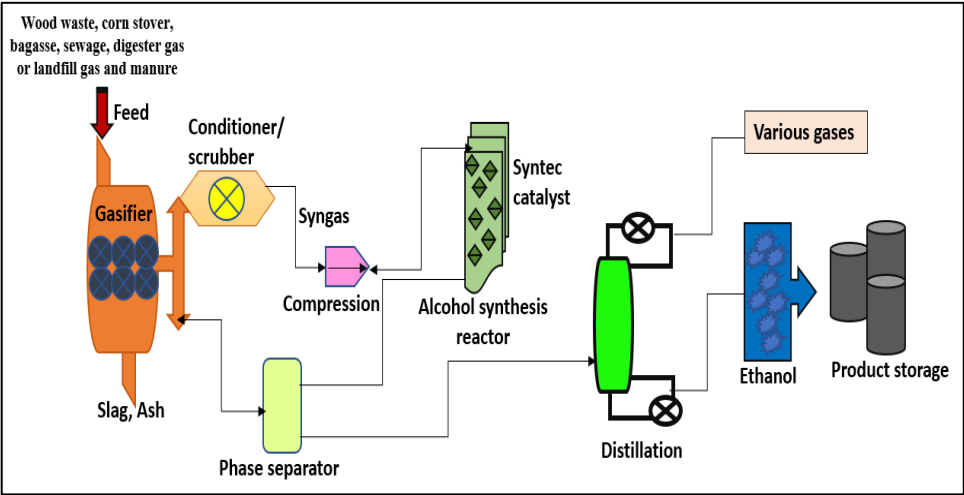 Wood waste, corn stover,
bagasse, sewage, digester gas
or landfill gas and manure
Feed
Conditioner/
scrubber
Gasifier
Syngas
Compression
Syntec
catalyst
Alcohol synthesis
reactor
Various gases
Slag, Ash
Phase separator
Distillation
Ethanol
Product storage